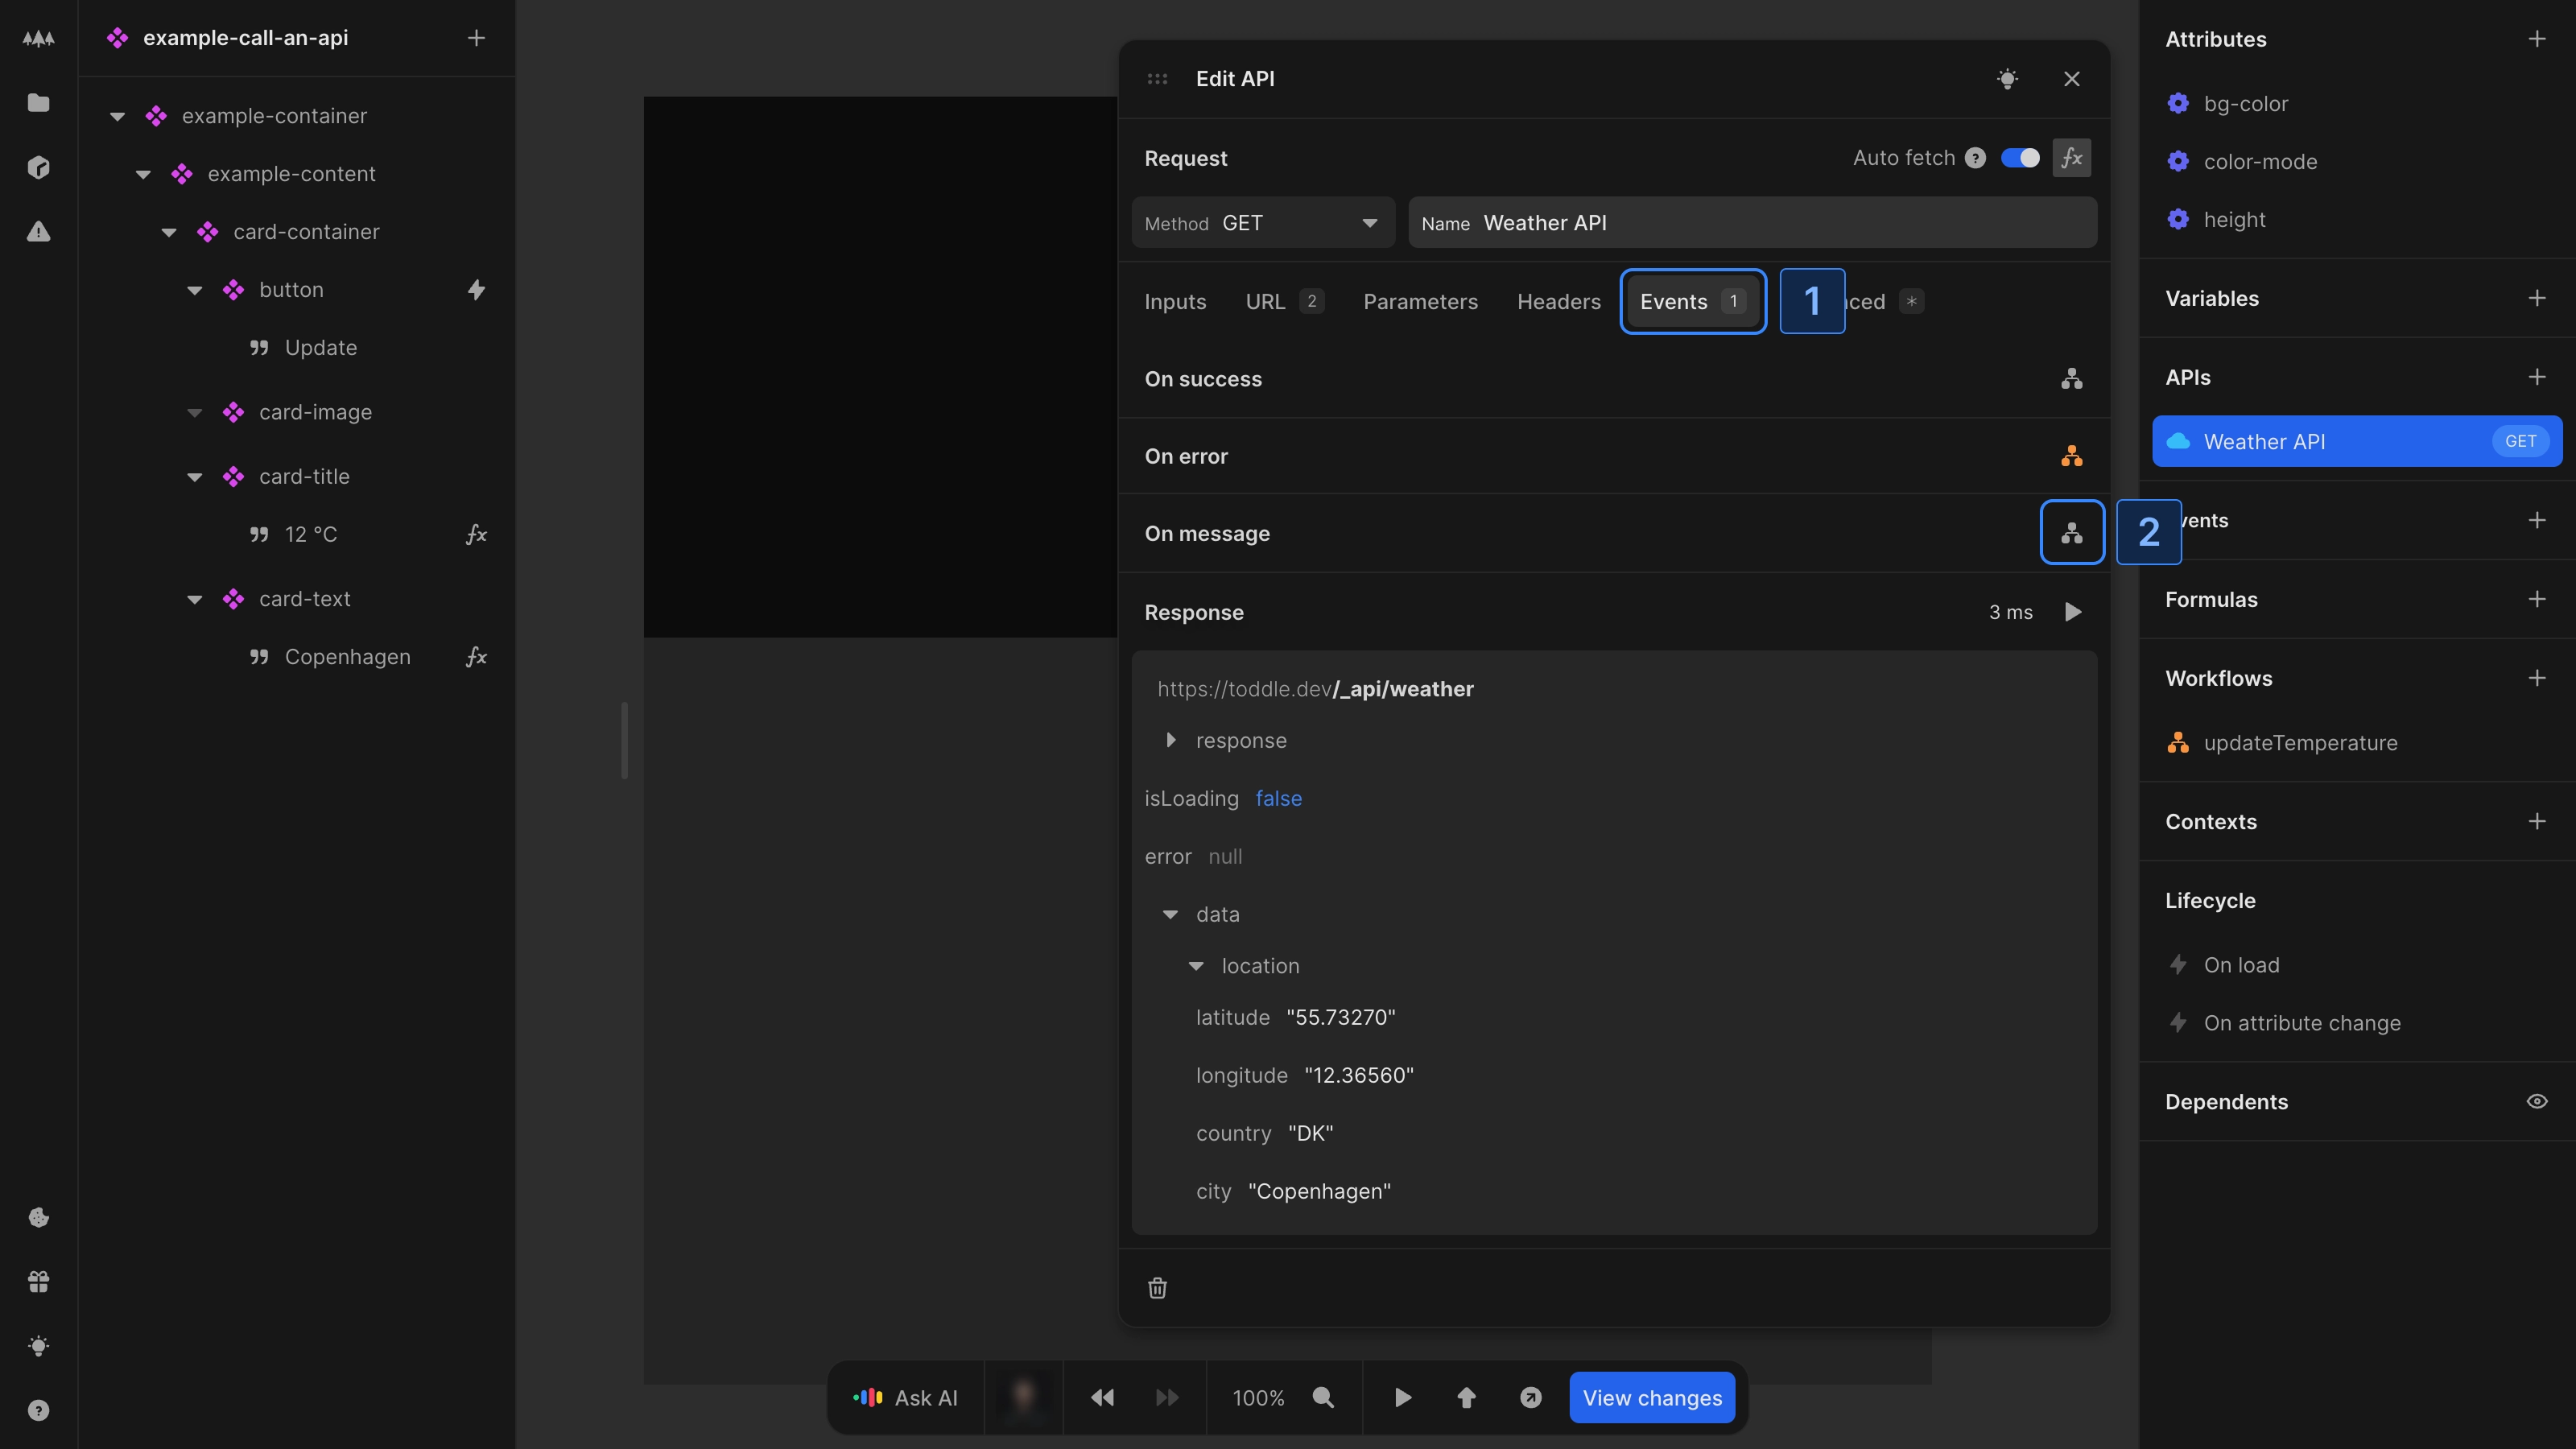 example-call-an-api
example-container
example-content
card-container
button
Update
card-image
card-title
12 °C
card-text
Copenhagen
Edit API
Request
Auto fetch
Method GET
Name Weather API
Inputs
URL 2
Parameters
Headers
Events 1
1
ced *
On success
On error
On message
2
Response
3 ms
https://toddle.dev/_api/weather
response
isLoading false
error null
data
location
latitude "55.73270"
longitude "12.36560"
country "DK"
city "Copenhagen"
Ask AI
100%
View changes
Attributes
bg-color
color-mode
height
Variables
APIs
Weather API GET
vents
Formulas
Workflows
updateTemperature
Contexts
Lifecycle
On load
On attribute change
Dependents